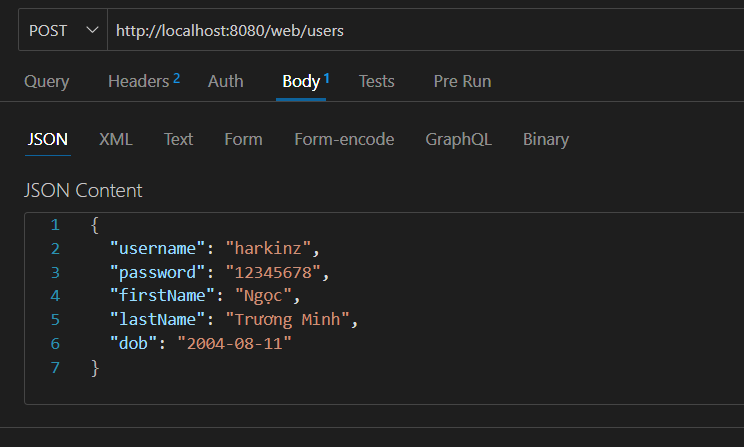 POST http://localhost:8080/web/users
Query Headers 2 Auth Body 1 Tests Pre Run
JSON XML Text Form Form-encode GraphQL Binary
JSON Content
1 {
2 "username": "harkinz",
3 "password": "12345678",
4 "firstName": "Ngọc",
5 "lastName": "Trương Minh",
6 "dob": "2004-08-11"
7 }